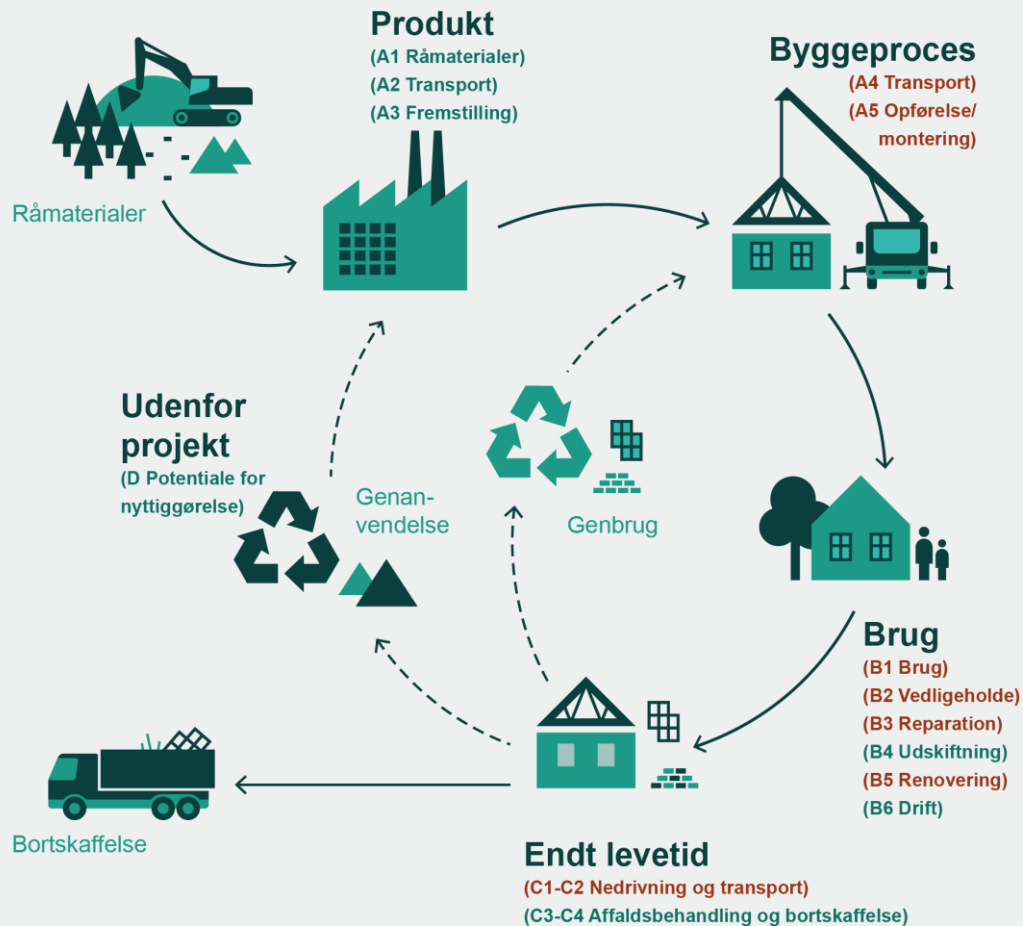 Produkt
(A1 Råmaterialer)
(A2 Transport)
(A3 Fremstilling)
Byggeproces
(A4 Transport)
(A5 Opførelse/
montering)
Råmaterialer
Udenfor
projekt
(D Potentiale for
nyttiggørelse)
Genan-
vendelse
Genbrug
Brug
(B1 Brug)
(B2 Vedligeholde)
(B3 Reparation)
(B4 Udskiftning)
(B5 Renovering)
(B6 Drift)
Bortskaffelse
Endt levetid
(C1-C2 Nedrivning og transport)
(C3-C4 Affaldsbehandling og bortskaffelse)